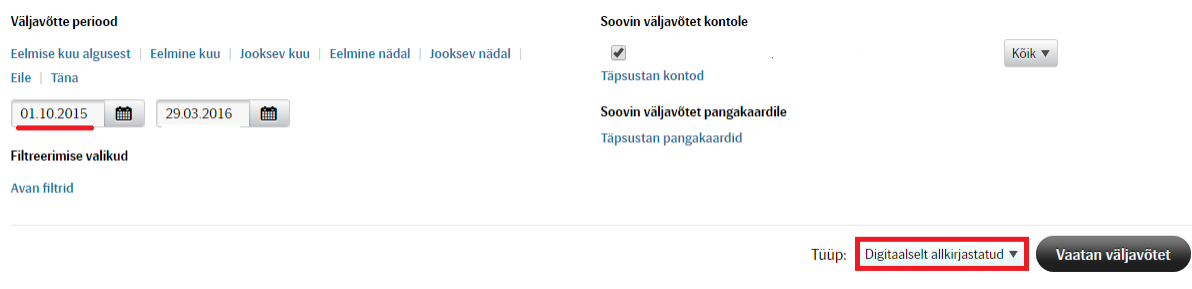 Väljavõtte periood
Eelmise kuu algusest | Eelmine kuu | Jooksev kuu | Eelmine nädal | Jooksev nädal |
Eile | Täna
01.10.2015 29.03.2016
Filtreerimise valikud
Avan filtrid
Soovin väljavõtet kontole
Kõik
Täpsustan kontod
Soovin väljavõtet pangakaardile
Täpsustan pangakaardid
Tüüp: Digitaalselt allkirjastatud Vaatan väljavõtet